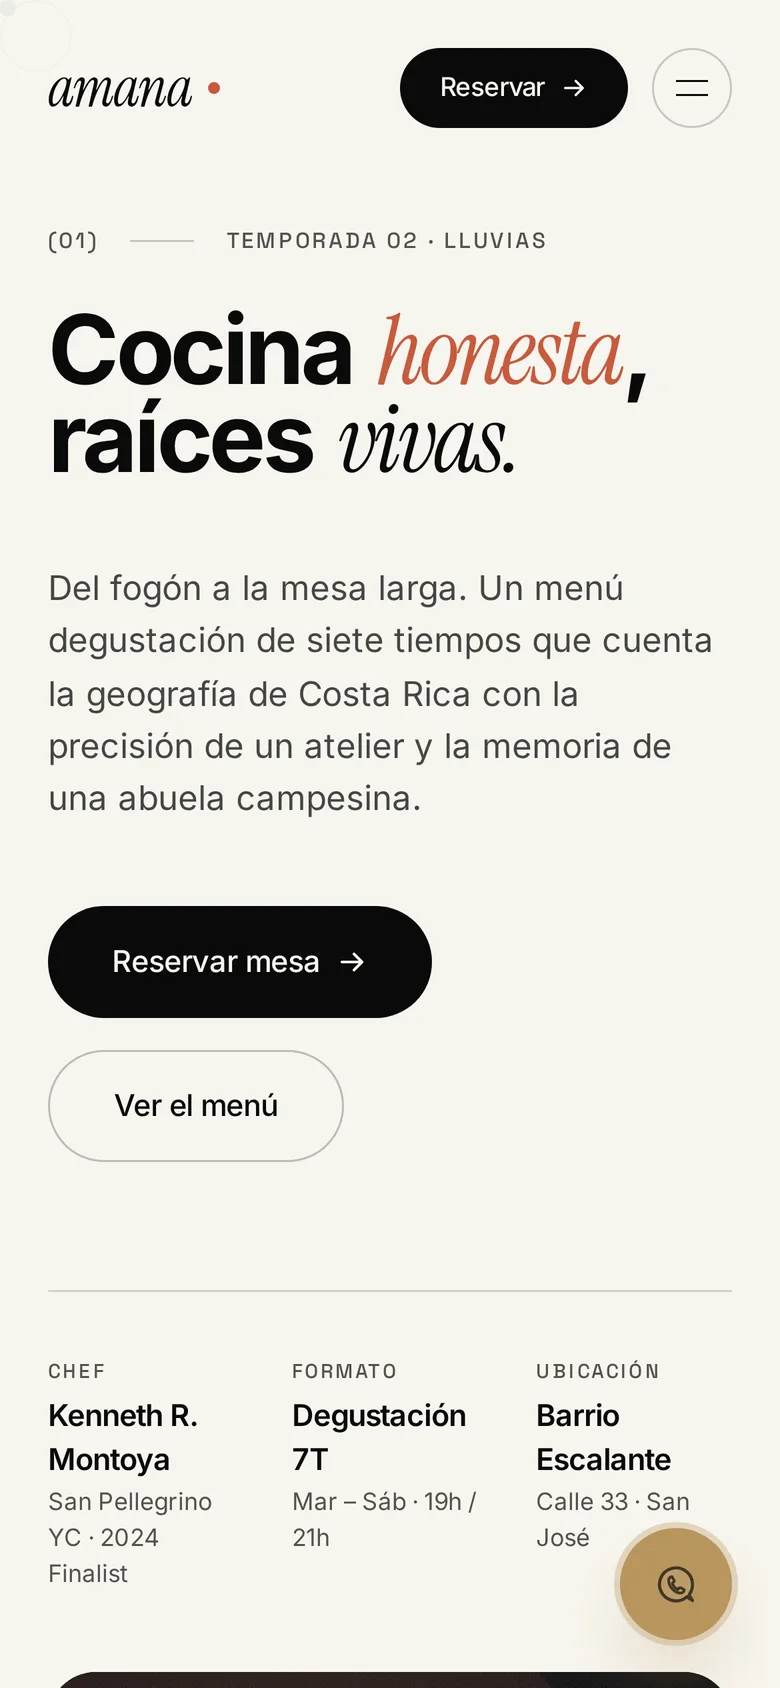 amana
Reservar →
(01) TEMPORADA 02 · LLUVIAS
Cocina honesta,
raíces vivas.
Del fogón a la mesa larga. Un menú
degustación de siete tiempos que cuenta
la geografía de Costa Rica con la
precisión de un atelier y la memoria de
una abuela campesina.
Reservar mesa →
Ver el menú
CHEF
Kenneth R.
Montoya
San Pellegrino
YC · 2024
Finalist
FORMATO
Degustación
7T
Mar – Sáb · 19h /
21h
UBICACIÓN
Barrio
Escalante
Calle 33 · San
José